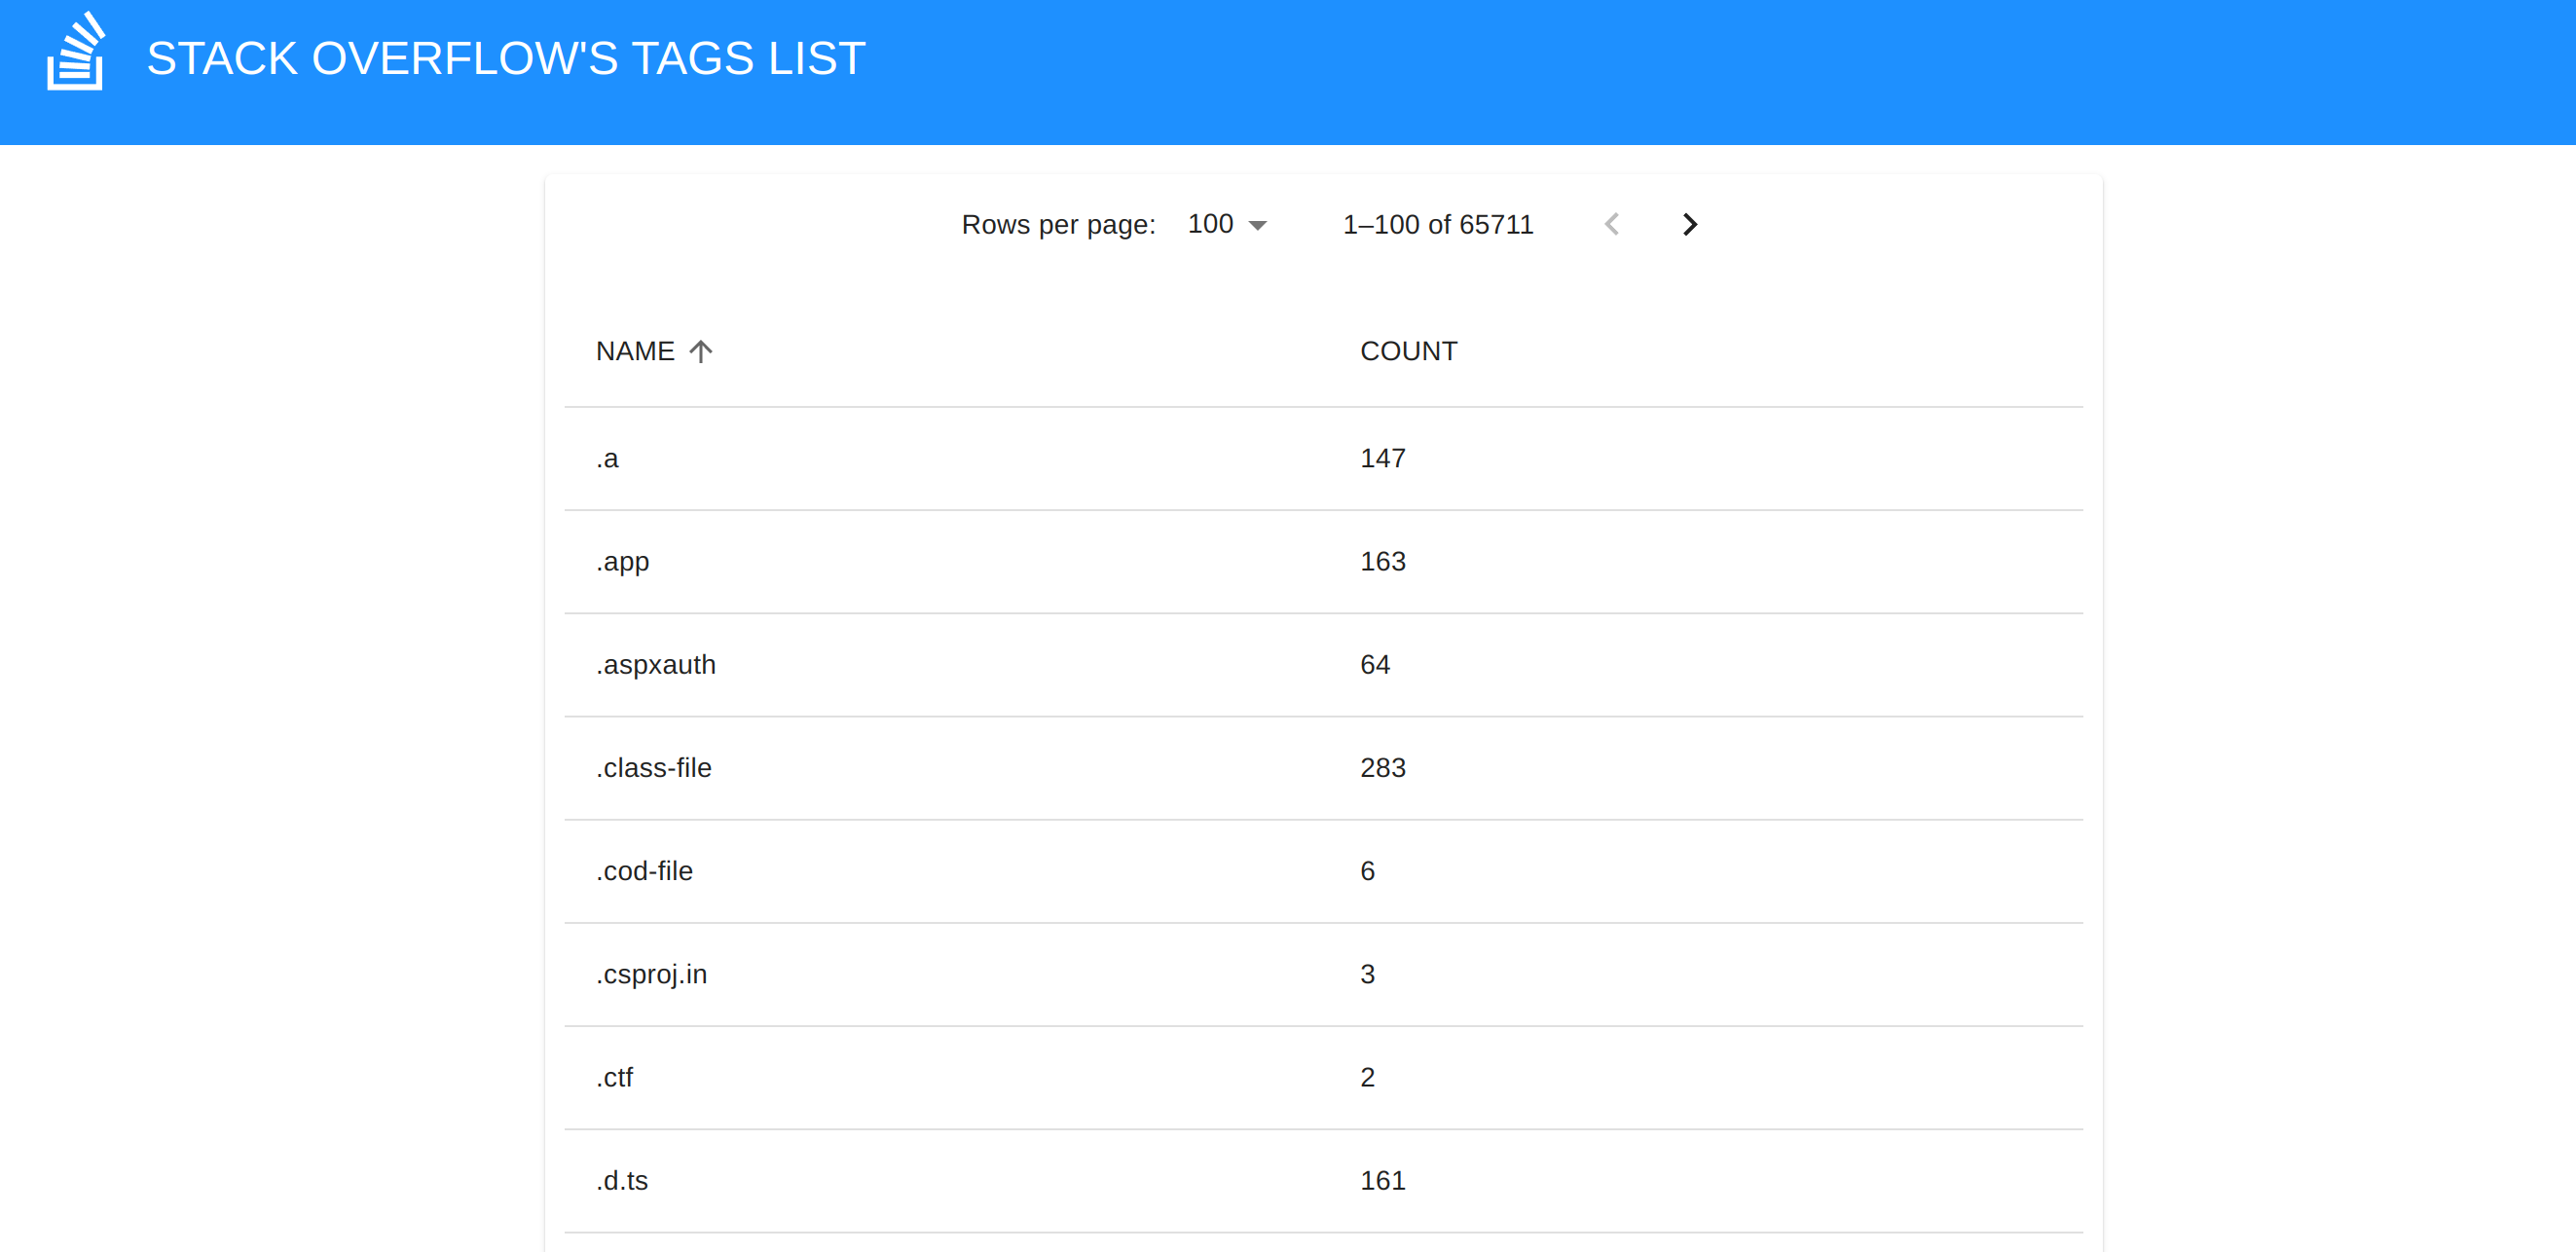 STACK OVERFLOW'S TAGS LIST
Rows per page: 100 1–100 of 65711
NAME COUNT
.a 147
.app 163
.aspxauth 64
.class-file 283
.cod-file 6
.csproj.in 3
.ctf 2
.d.ts 161